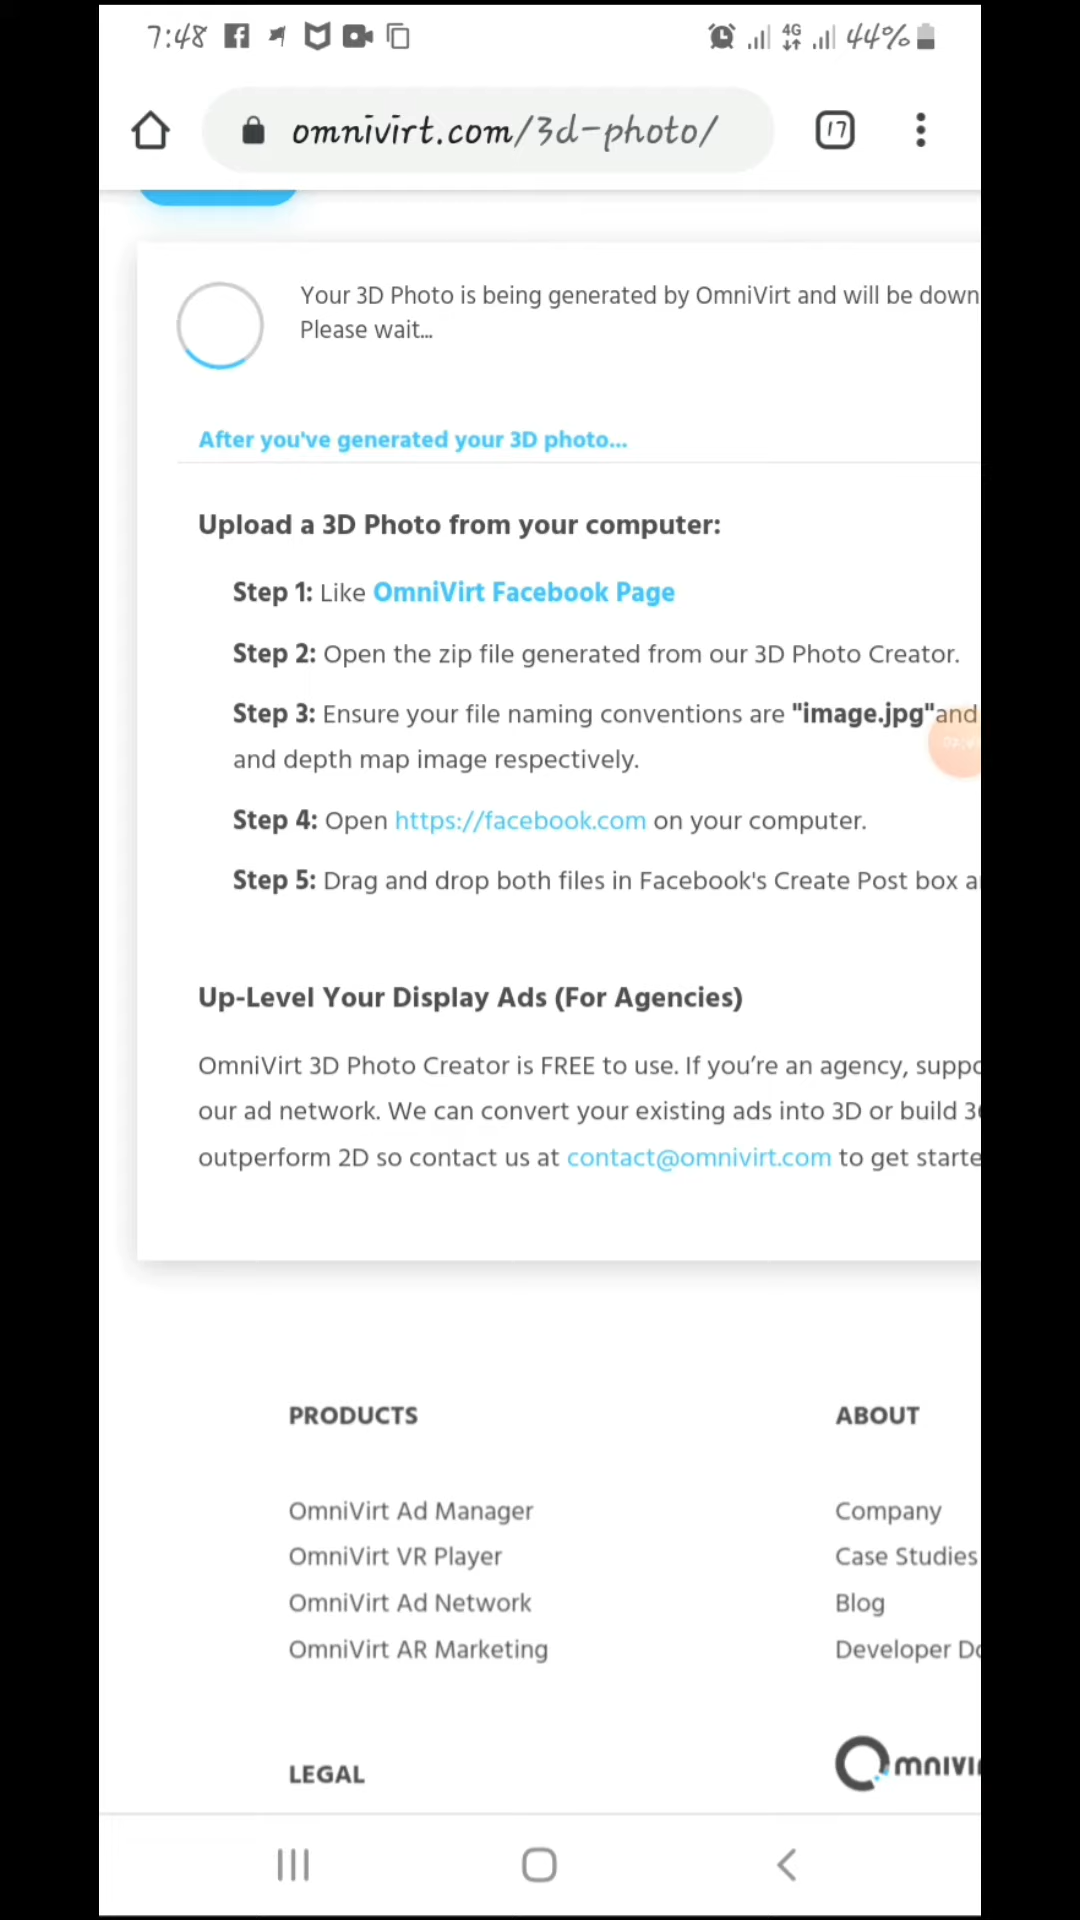 7:48
4G
44%
omnivirt.com/3d-photo/
17
Your 3D Photo is being generated by OmniVirt and will be down
Please wait...
After you've generated your 3D photo...
Upload a 3D Photo from your computer:
Step 1: Like OmniVirt Facebook Page
Step 2: Open the zip file generated from our 3D Photo Creator.
Step 3: Ensure your file naming conventions are "image.jpg"and
and depth map image respectively.
Step 4: Open https://facebook.com on your computer.
Step 5: Drag and drop both files in Facebook's Create Post box a
Up-Level Your Display Ads (For Agencies)
OmniVirt 3D Photo Creator is FREE to use. If you’re an agency, suppo
our ad network. We can convert your existing ads into 3D or build 3
outperform 2D so contact us at contact@omnivirt.com to get starte
PRODUCTS
ABOUT
OmniVirt Ad Manager
Company
OmniVirt VR Player
Case Studies
OmniVirt Ad Network
Blog
OmniVirt AR Marketing
Developer Do
LEGAL
Omnivi